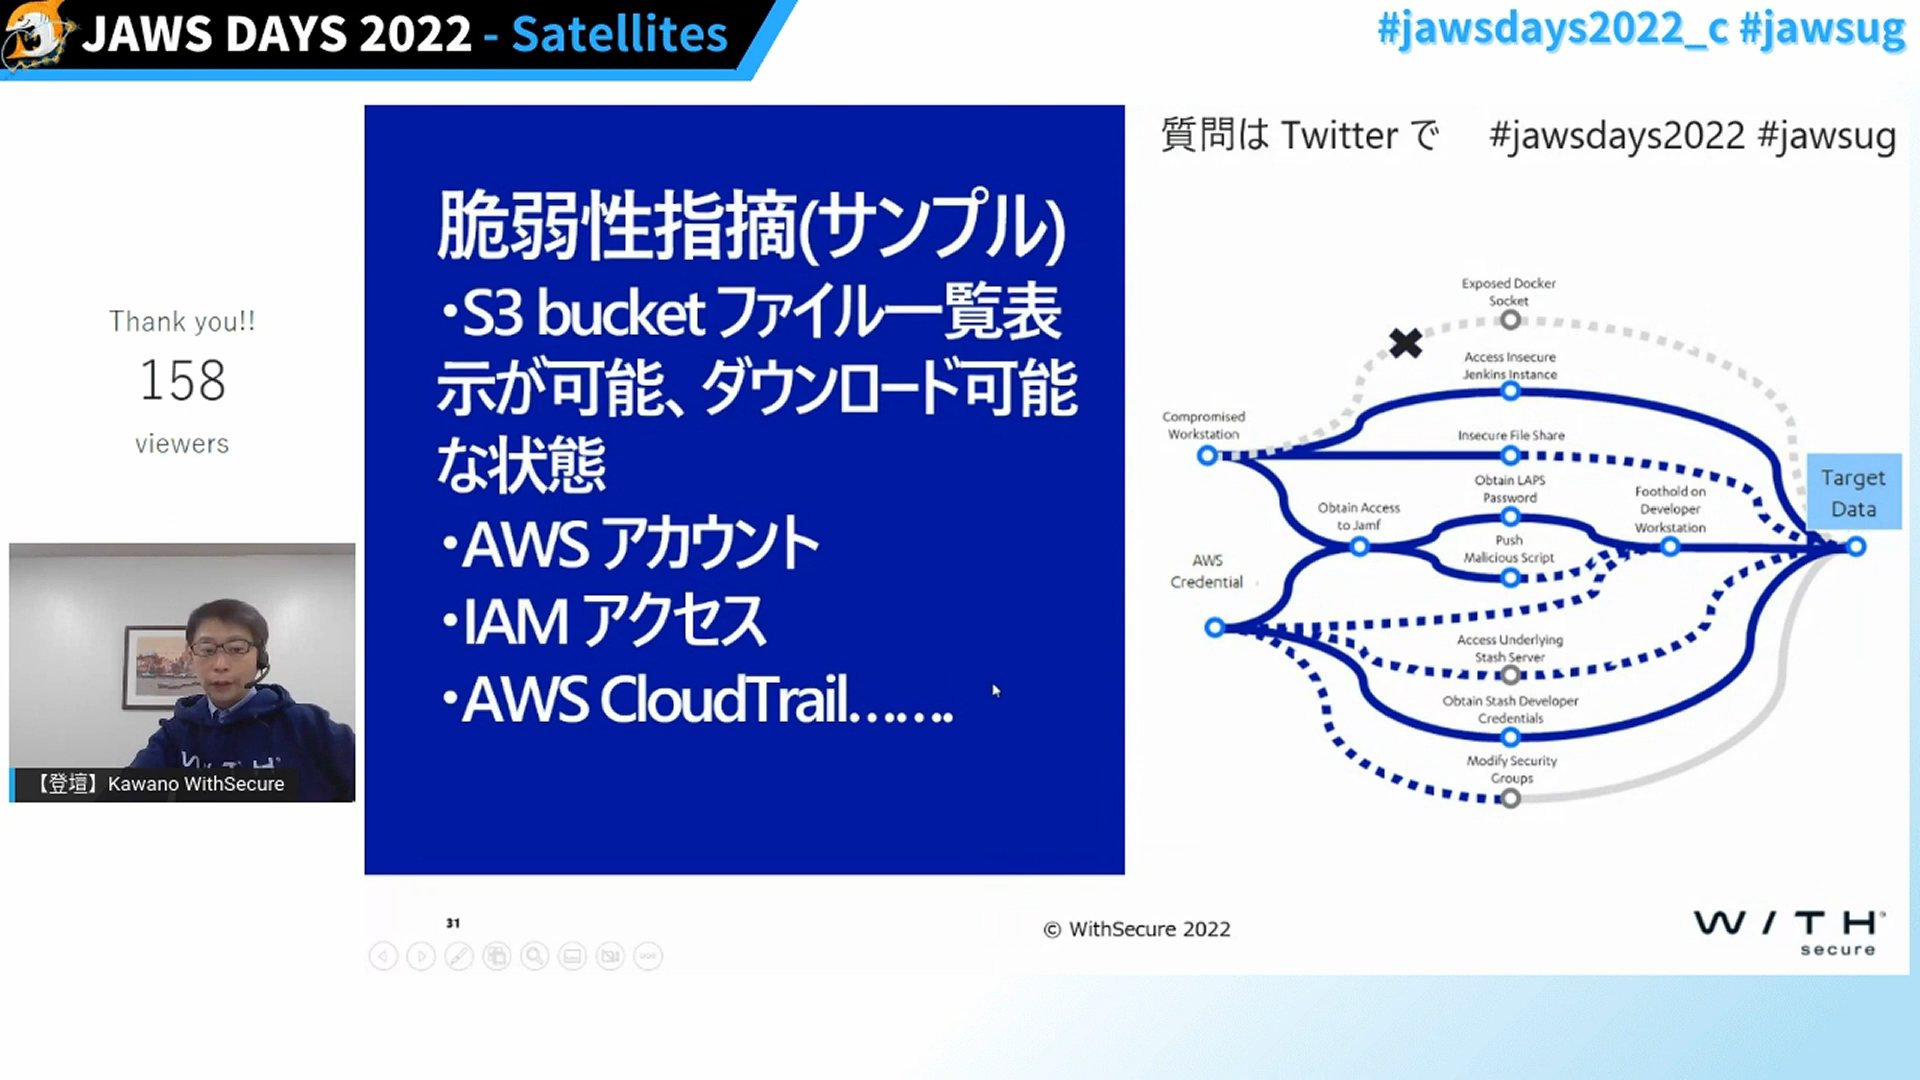 JAWS DAYS 2022 - Satellites
#jawsdays2022_c #jawsug
Thank you!!
158
viewers
【登壇】Kawano WithSecure
脆弱性指摘(サンプル)
・S3 bucket ファイル一覧表
示が可能、ダウンロード可能
な状態
・AWS アカウント
・IAM アクセス
・AWS CloudTrail…….
質問は Twitter で #jawsdays2022 #jawsug
Exposed Docker
Socket
Access Insecure
Jenkins Instance
Compromised
Workstation
Insecure File Share
Obtain LAPS
Password
Foothold on
Developer
Workstation
Target
Data
Obtain Access
to Jamf
Push
Malicious Script
AWS
Credential
Access Underlying
Stash Server
Obtain Stash Developer
Credentials
Modify Security
Groups
31
© WithSecure 2022
W / T H
secure